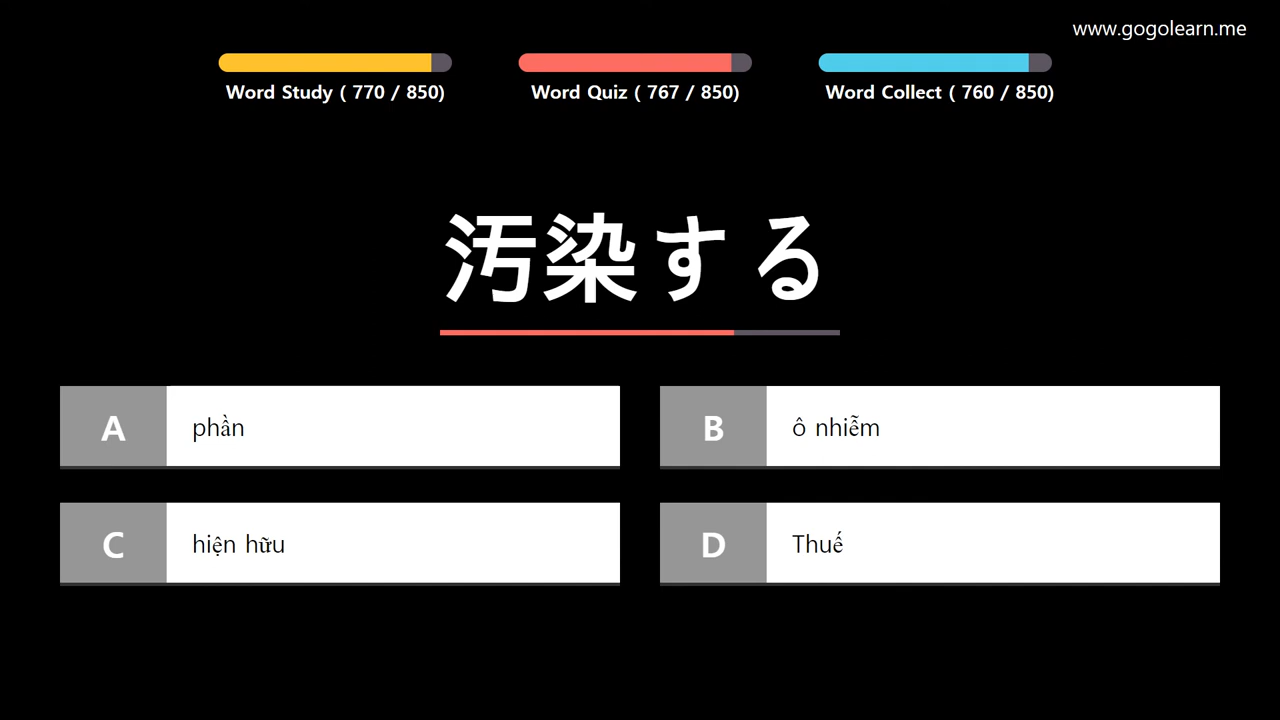 www.gogolearn.me
Word Study ( 770 / 850)
Word Quiz ( 767 / 850)
Word Collect ( 760 / 850)
汚染する
A phần
B ô nhiễm
C hiện hữu
D Thuế